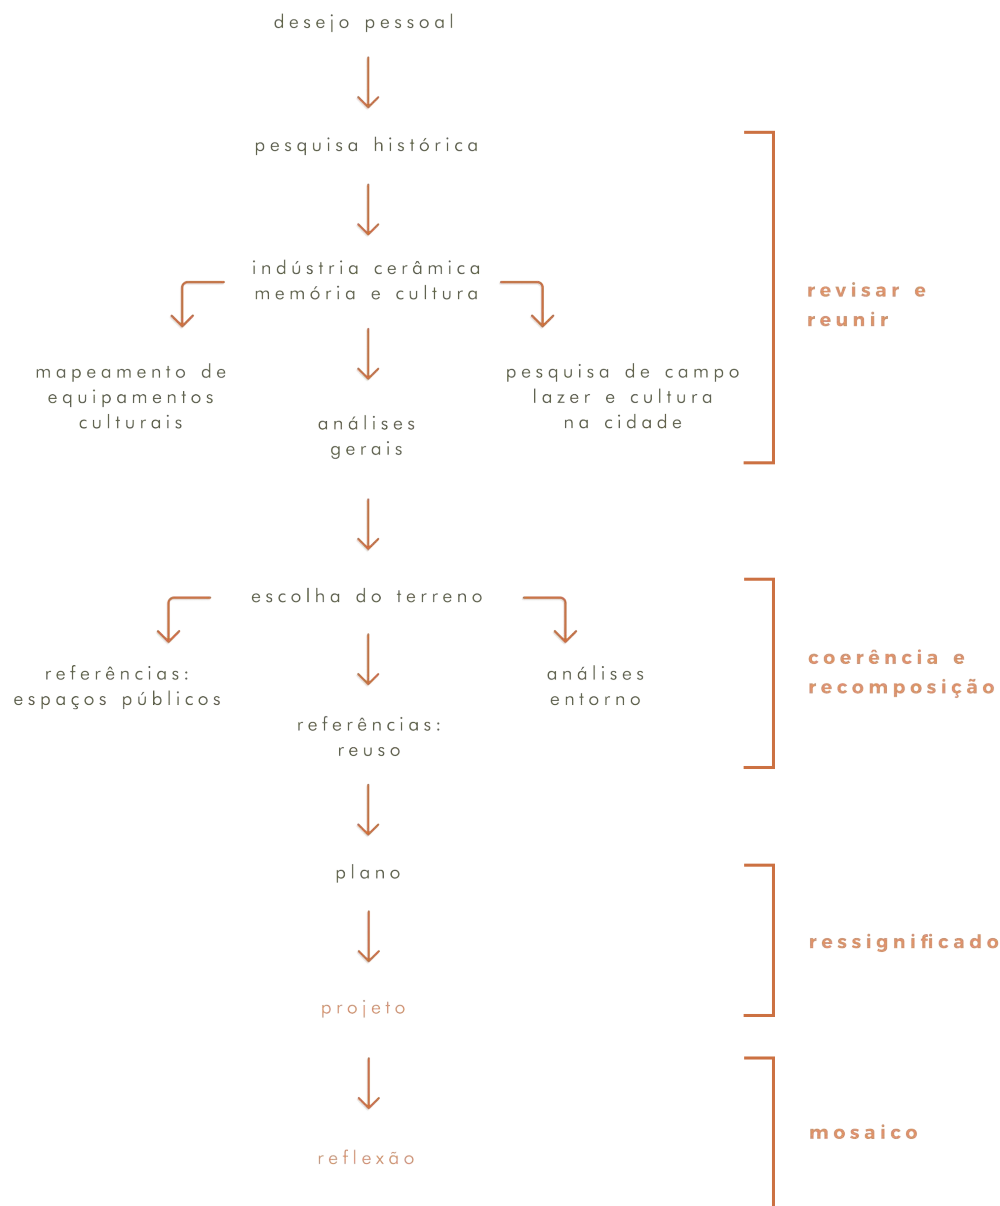 desejo pessoal
pesquisa histórica
indústria cerâmica
memória e cultura
revisar e
reunir
mapeamento de
equipamentos
culturais
análises
gerais
pesquisa de campo
lazer e cultura
na cidade
escolha do terreno
coerência e
recomposição
referências:
espaços públicos
referências:
reuso
análises
entorno
plano
ressignificado
projeto
mosaico
reflexão